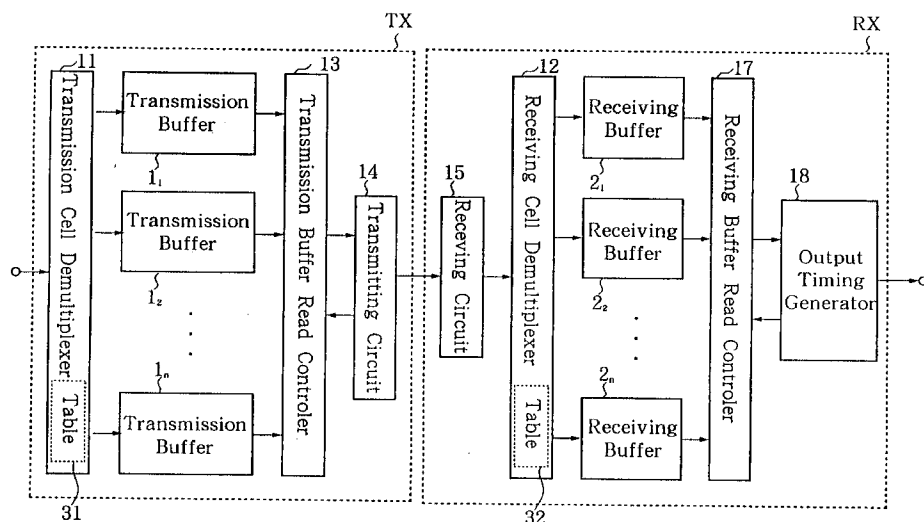 TX
RX
11
Transmission Cell Demultiplexer
Table
31
Transmission
Buffer
1₁
Transmission
Buffer
1₂
Transmission
Buffer
1ₙ
13
Transmission Buffer Read Controler
14
Transmitting Circuit
15
Receving Circuit
12
Receiving Cell Demultiplexer
Table
32
Receiving
Buffer
2₁
Receiving
Buffer
2₂
Receiving
Buffer
2ₙ
17
Receiving Buffer Read Controler
18
Output
Timing
Generator